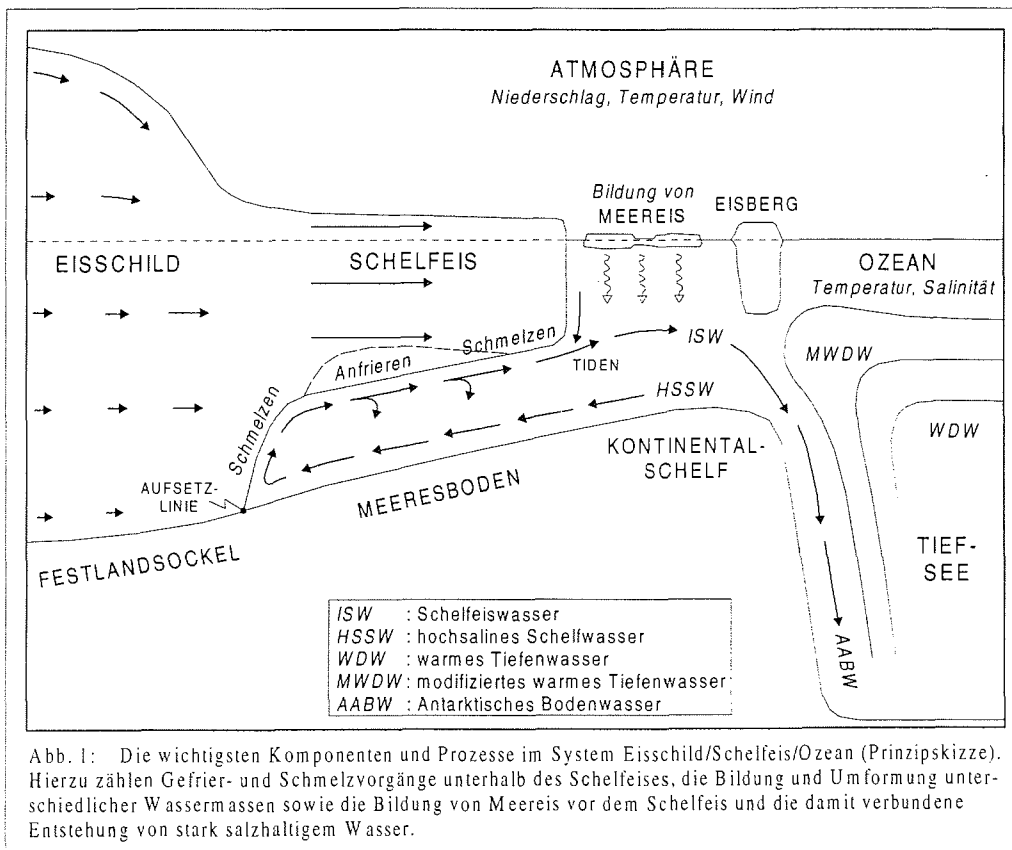 ATMOSPHÄRE
Niederschlag, Temperatur, Wind
Bildung von
MEEREIS
EISBERG
EISSCHILD
SCHELFEIS
OZEAN
Temperatur, Salinität
Schmelzen
Anfrieren
Schmelzen
TIDEN
ISW
MWDW
HSSW
WDW
KONTINENTAL-
SCHELF
AUFSETZ-
LINIE
MEERESBODEN
FESTLANDSOCKEL
TIEF-
SEE
AABW
ISW : Schelfeiswasser
HSSW : hochsalines Schelfwasser
WDW : warmes Tiefenwasser
MWDW : modifiziertes warmes Tiefenwasser
AABW : Antarktisches Bodenwasser
Abb. 1: Die wichtigsten Komponenten und Prozesse im System Eisschild/Schelfeis/Ozean (Prinzipskizze).
Hierzu zählen Gefrier- und Schmelzvorgänge unterhalb des Schelfeises, die Bildung und Umformung unter-
schiedlicher Wassermassen sowie die Bildung von Meereis vor dem Schelfeis und die damit verbundene
Entstehung von stark salzhaltigem Wasser.